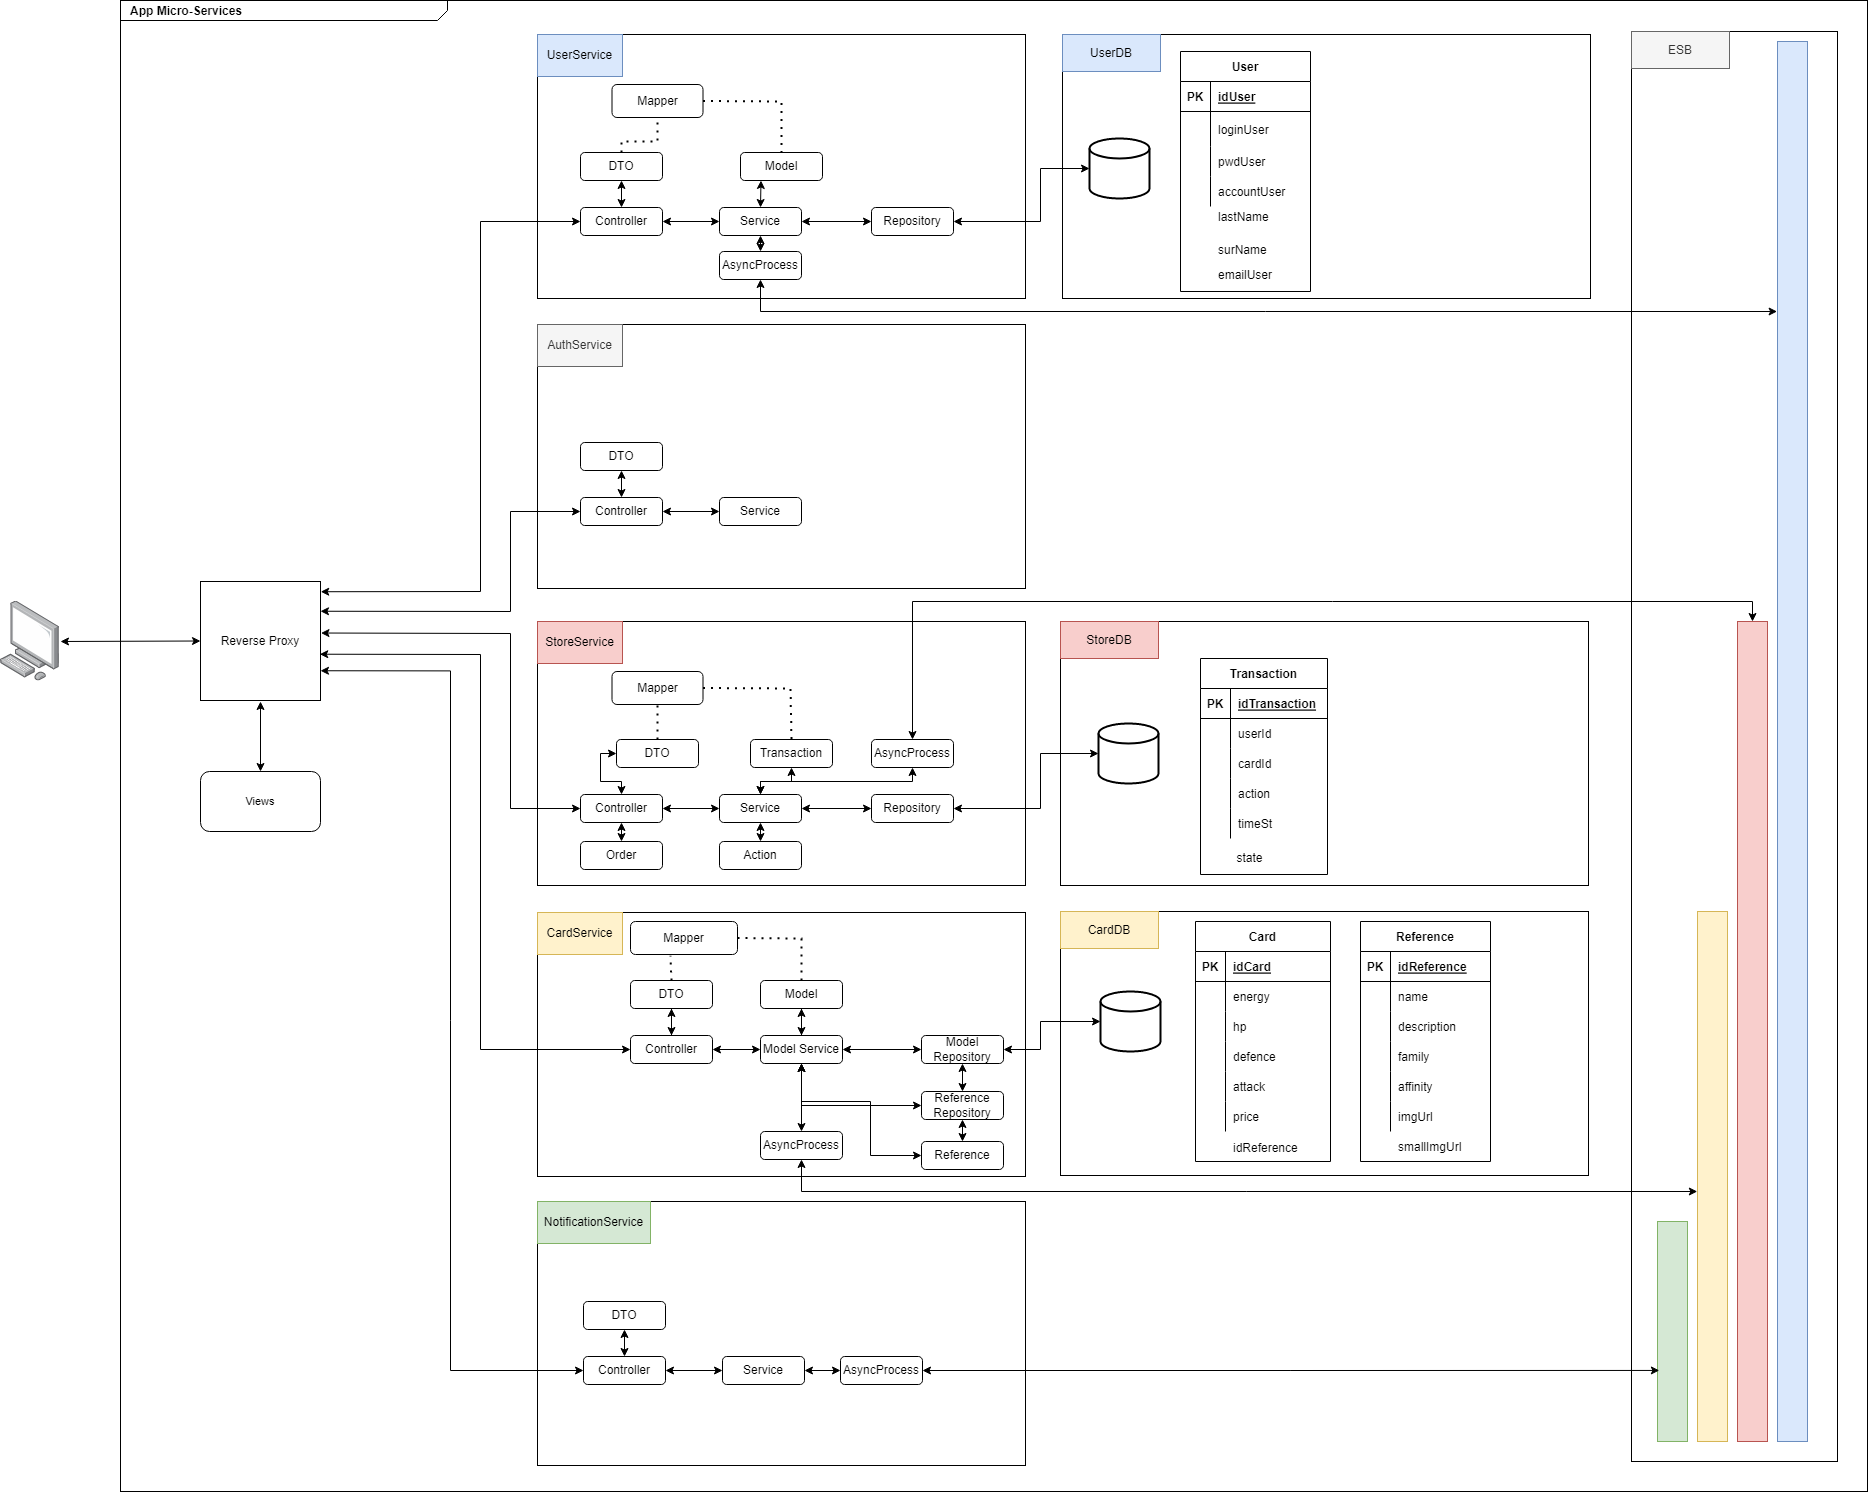 App Micro-Services
UserService
Mapper
DTO
Model
Controller
Service
Repository
AsyncProcess
UserDB
User
PK
idUser
loginUser
pwdUser
accountUser
lastName
surName
emailUser
ESB
AuthService
DTO
Controller
Service
Reverse Proxy
Views
StoreService
Mapper
DTO
Transaction
AsyncProcess
Controller
Service
Repository
Order
Action
StoreDB
Transaction
PK
idTransaction
userId
cardId
action
timeSt
state
CardService
Mapper
DTO
Model
Controller
Model Service
Model
Repository
Reference
Repository
AsyncProcess
Reference
CardDB
Card
PK
idCard
energy
hp
defence
attack
price
idReference
Reference
PK
idReference
name
description
family
affinity
imgUrl
smallImgUrl
NotificationService
DTO
Controller
Service
AsyncProcess